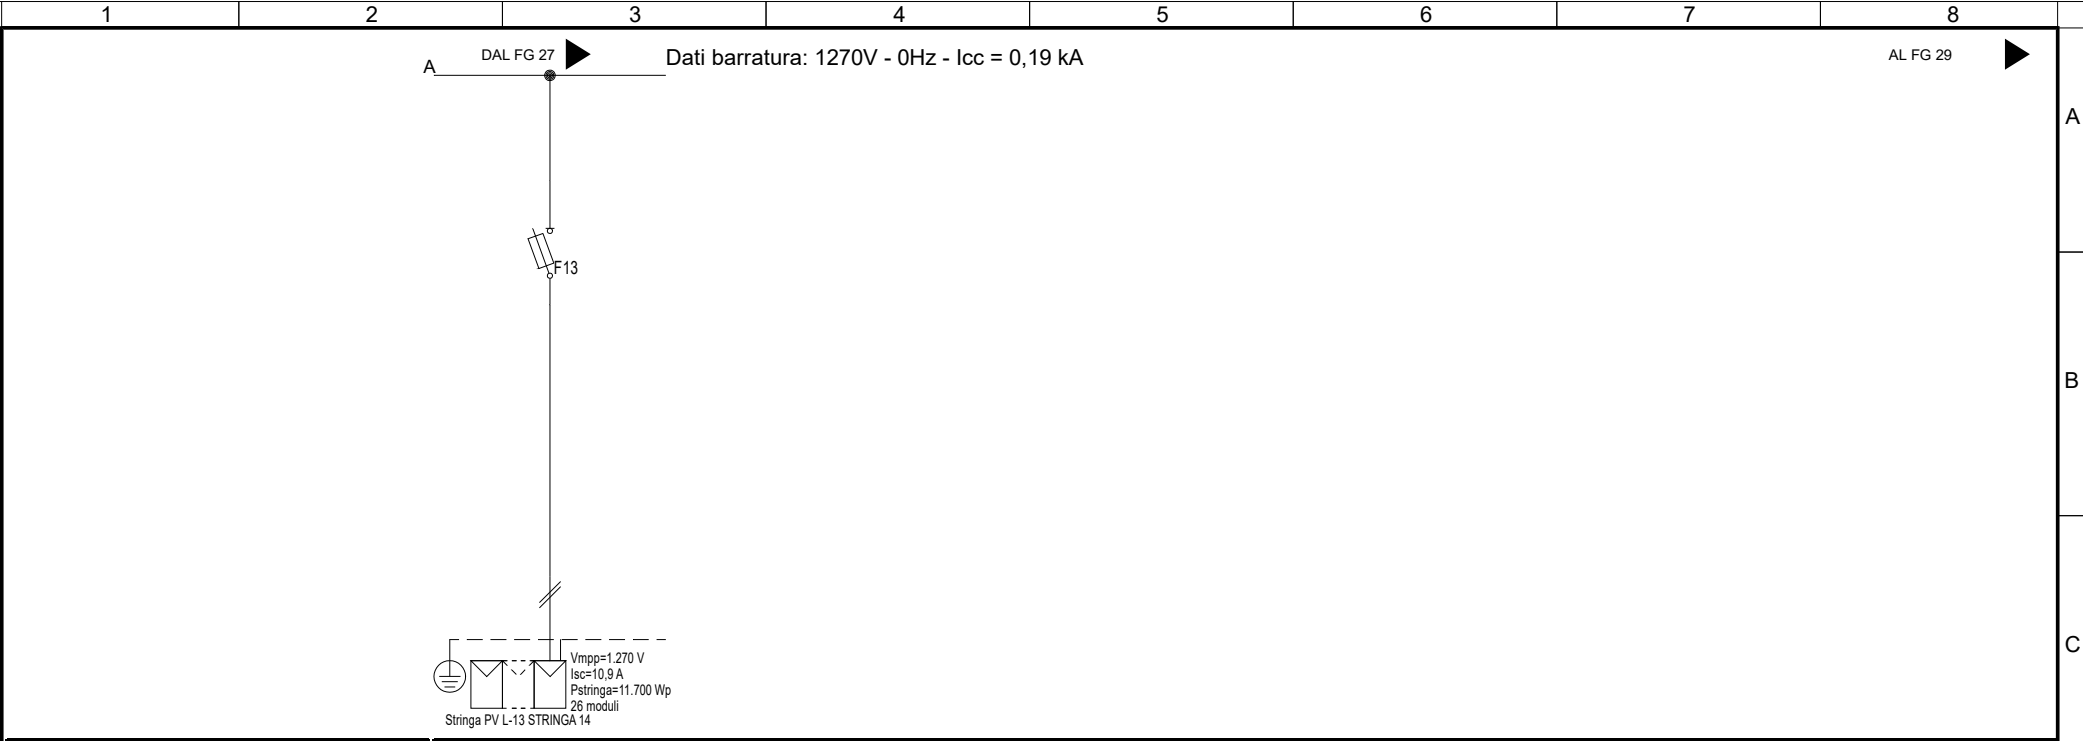 1 2 3 4 5 6 7 8
DAL FG 27
Dati barratura: 1270V - 0Hz - Icc = 0,19 kA
AL FG 29
A
A
F13
B
C
Vmpp=1.270 V
Isc=10,9 A
Pstringa=11.700 Wp
26 moduli
Stringa PV L-13 STRINGA 14